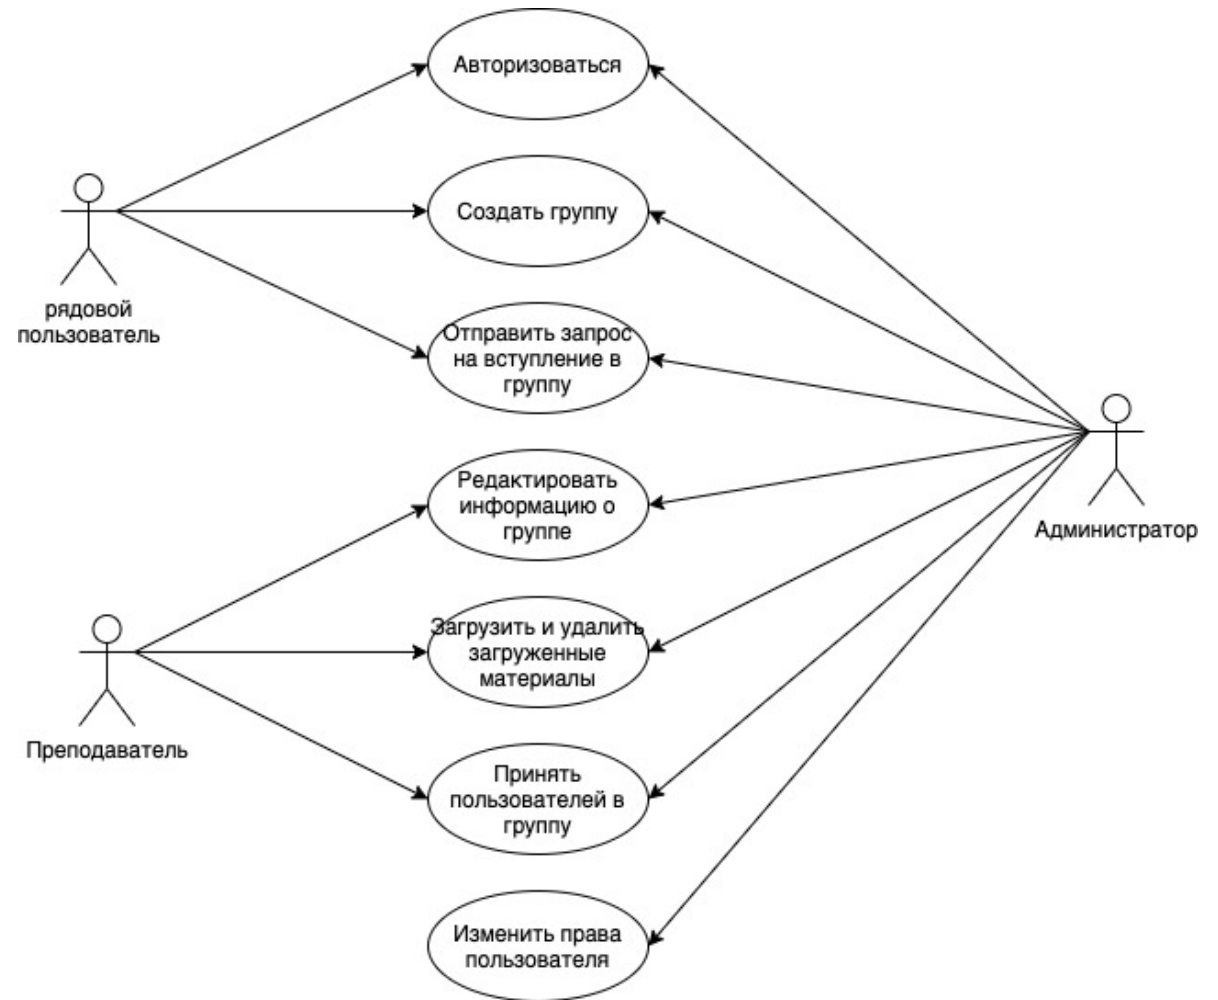 Авторизоваться
Создать группу
рядовой
пользователь
Отправить запрос
на вступление в
группу
Редактировать
информацию о
группе
Администратор
Загрузить и удалить
загруженные
материалы
Преподаватель
Принять
пользователей в
группу
Изменить права
пользователя